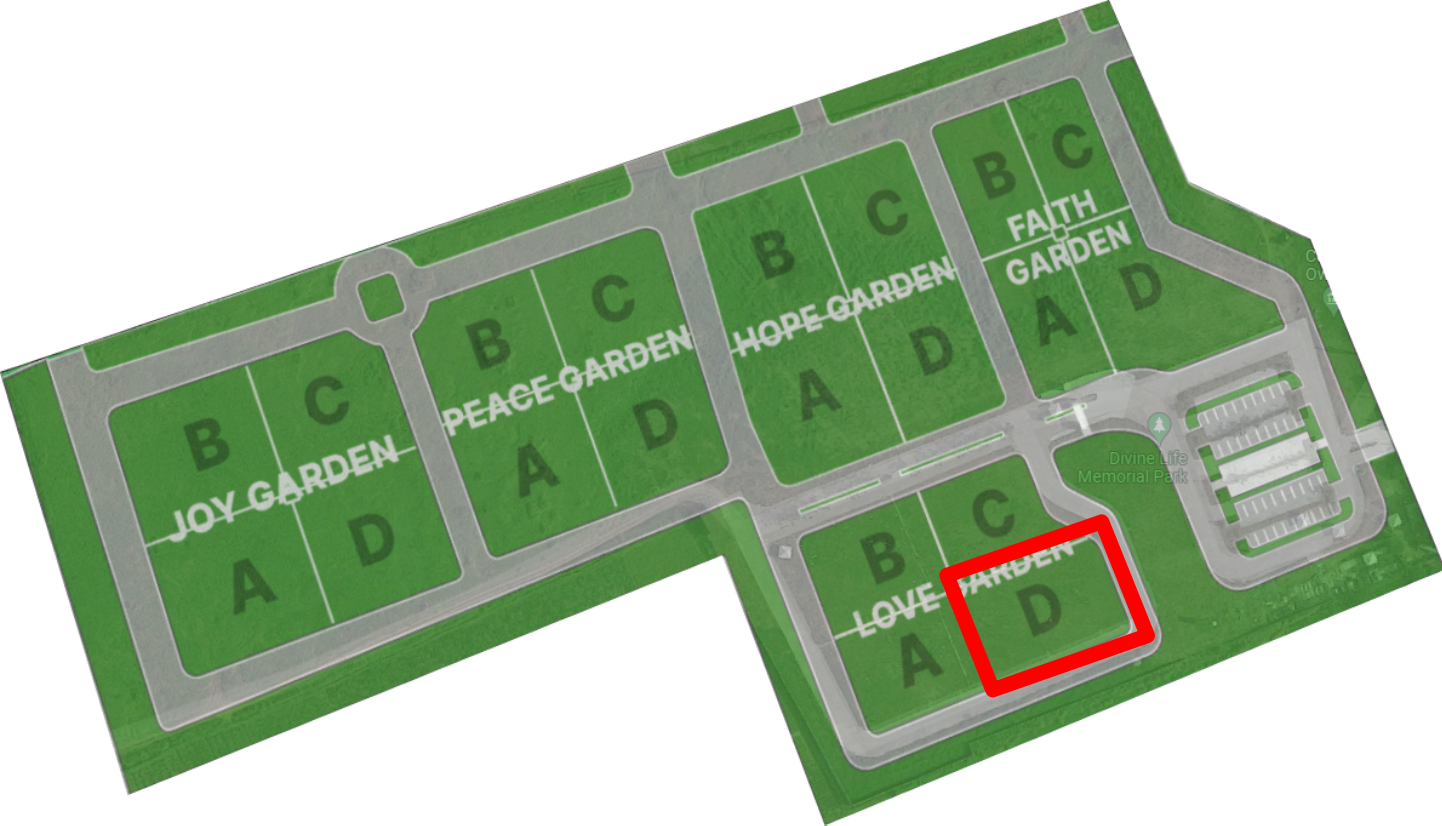 B C
FAITH
GARDEN
A D
B C
HOPE GARDEN
A D
B C
PEACE GARDEN
A D
B C
JOY GARDEN
A D
Divine Life
Memorial Park
B C
LOVE GARDEN
A D